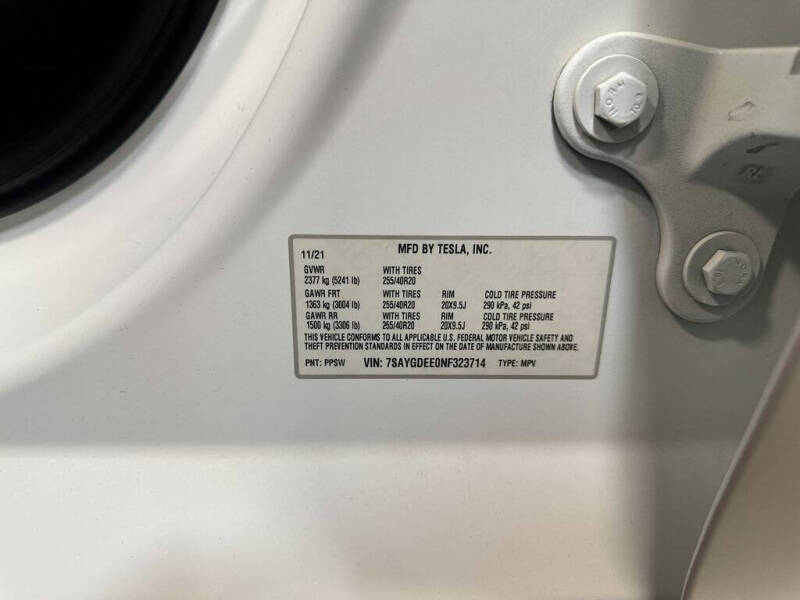 MFD BY TESLA, INC.
11/21
GVWR WITH TIRES
2377 kg (5241 lb) 255/40R20
GAWR FRT WITH TIRES RIM COLD TIRE PRESSURE
1363 kg (3004 lb) 255/40R20 20X9.5J 290 kPa, 42 psi
GAWR RR WITH TIRES RIM COLD TIRE PRESSURE
1500 kg (3306 lb) 255/40R20 20X9.5J 290 kPa, 42 psi
THIS VEHICLE CONFORMS TO ALL APPLICABLE U.S. FEDERAL MOTOR VEHICLE SAFETY AND
THEFT PREVENTION STANDARDS IN EFFECT ON THE DATE OF MANUFACTURE SHOWN ABOVE.
PNT: PPSW VIN: 7SAYGDEE0NF323714 TYPE: MPV
10.9
RL